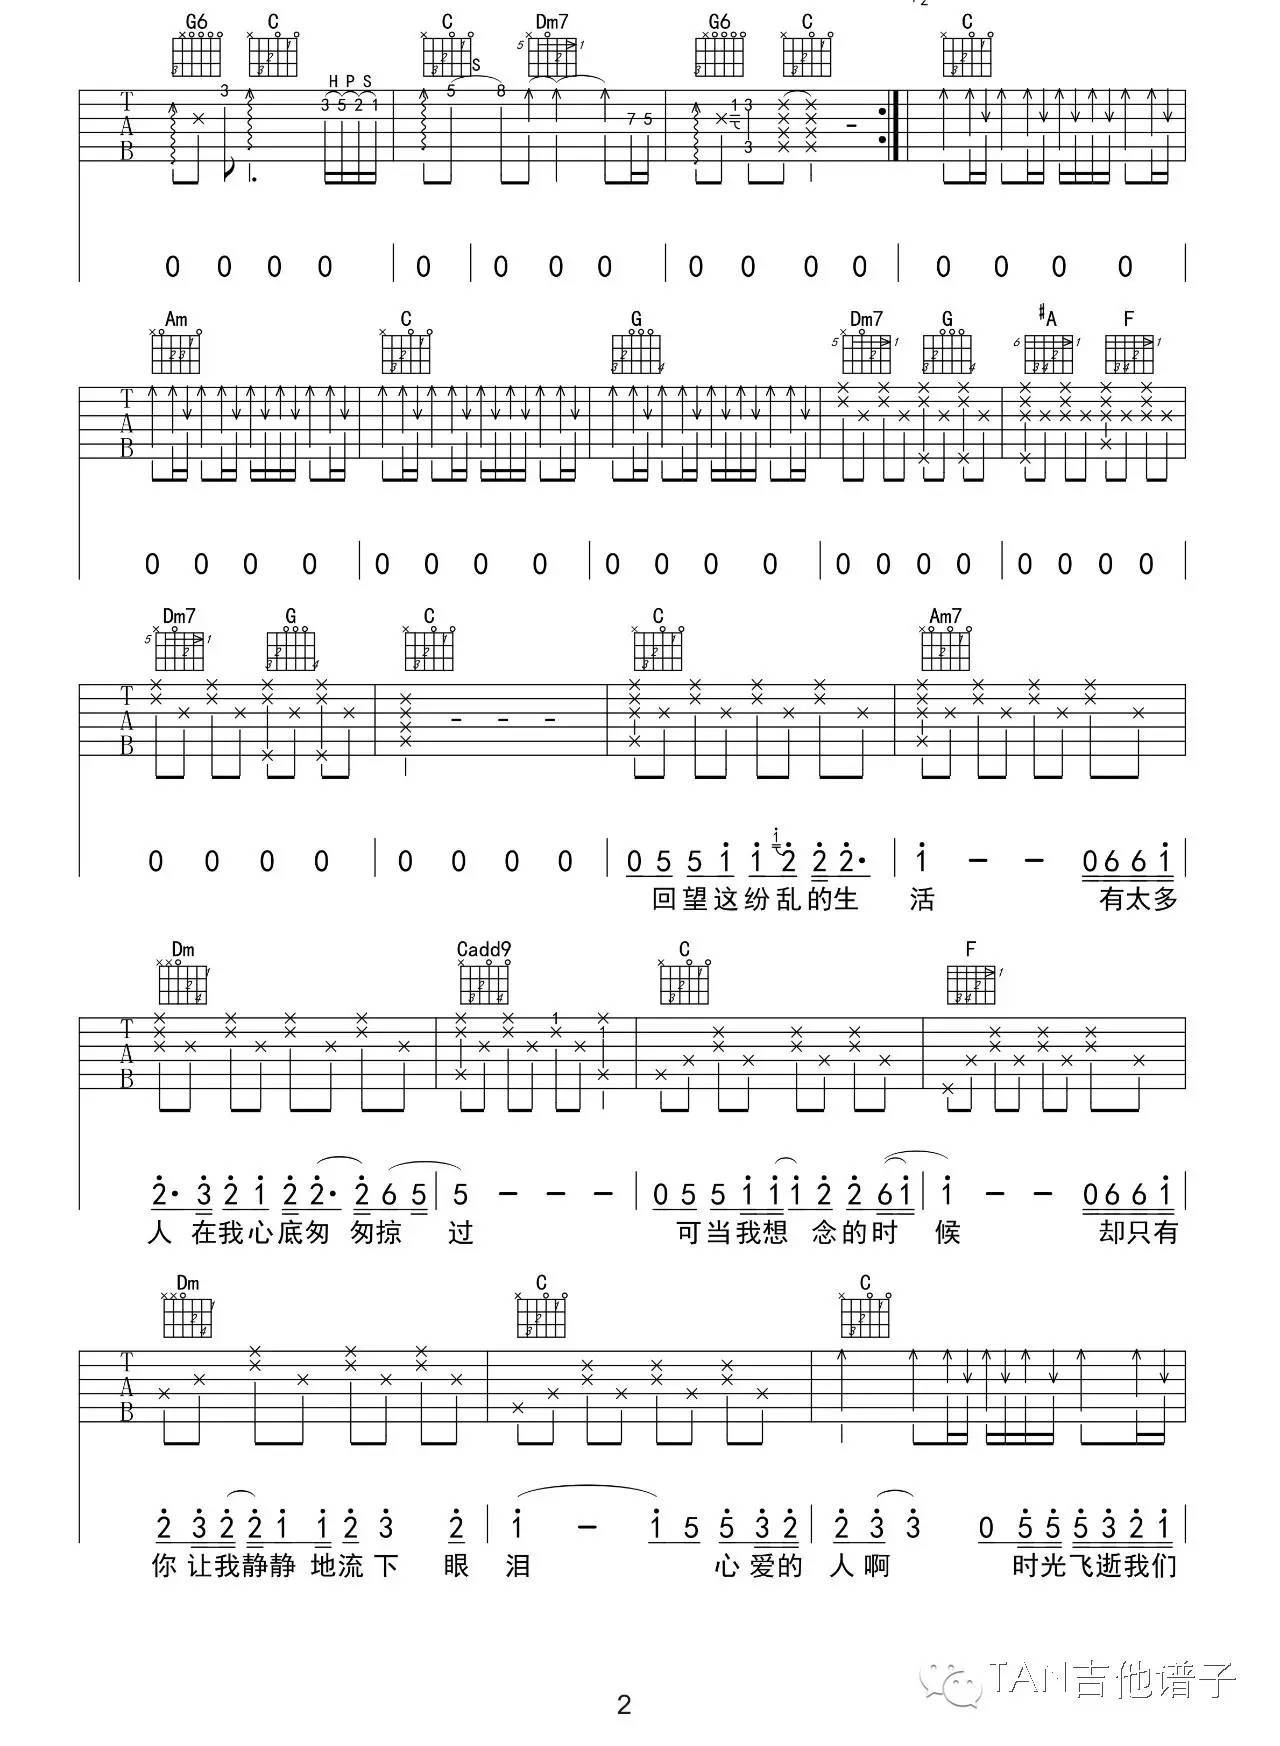 G6 C C Dm7 G6 C C
H P S S
3 3 5 2 1 5 8 7 5 1 3 3
T
A
B
0 0 0 0 0 0 0 0 0 0 0 0 0 0 0 0
Am C G Dm7 G #A F
T
A
B
0 0 0 0 0 0 0 0 0 0 0 0 0 0 0 0 0 0 0 0
Dm7 G C C Am7
T
A
B
0 0 0 0 0 0 0 0 0 5 5 1 1 1 2 2 2· 1 - - 0 6 6 1
回望这纷乱的生 活 有太多
Dm Cadd9 C F
T
A
B
2· 3 2 1 2 2· 2 6 5 5 - - - 0 5 5 1 1 1 2 2 6 1 1 - - 0 6 6 1
人 在我心底匆 匆掠 过 可当我想 念的时 候 却只有
Dm C C
T
A
B
2 3 2 2 1 1 2 3 2 1 - 1 5 5 3 2 2 3 3 0 5 5 5 3 2 1
你让我静静 地流下 眼 泪 心爱的 人啊 时光飞逝我们
TAN吉他谱子
2